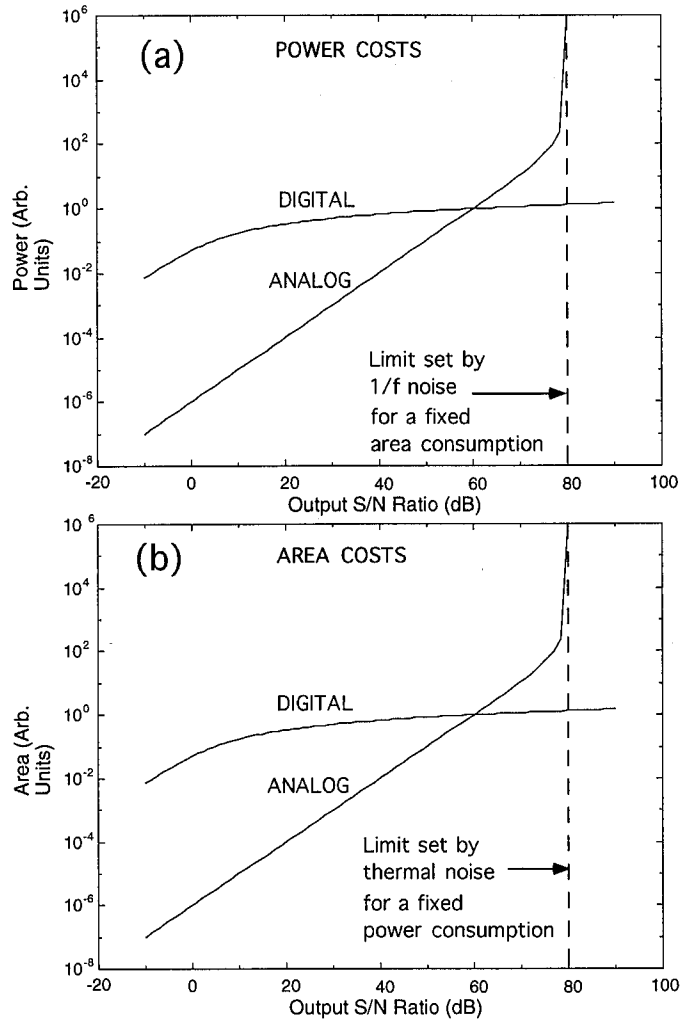 (a)
POWER COSTS
10^6
10^4
10^2
10^0
10^-2
10^-4
10^-6
10^-8
Power (Arb.
Units)
DIGITAL
ANALOG
Limit set by
1/f noise
for a fixed
area consumption
-20 0 20 40 60 80 100
Output S/N Ratio (dB)
(b)
AREA COSTS
10^6
10^4
10^2
10^0
10^-2
10^-4
10^-6
10^-8
Area (Arb.
Units)
DIGITAL
ANALOG
Limit set by
thermal noise
for a fixed
power consumption
-20 0 20 40 60 80 100
Output S/N Ratio (dB)